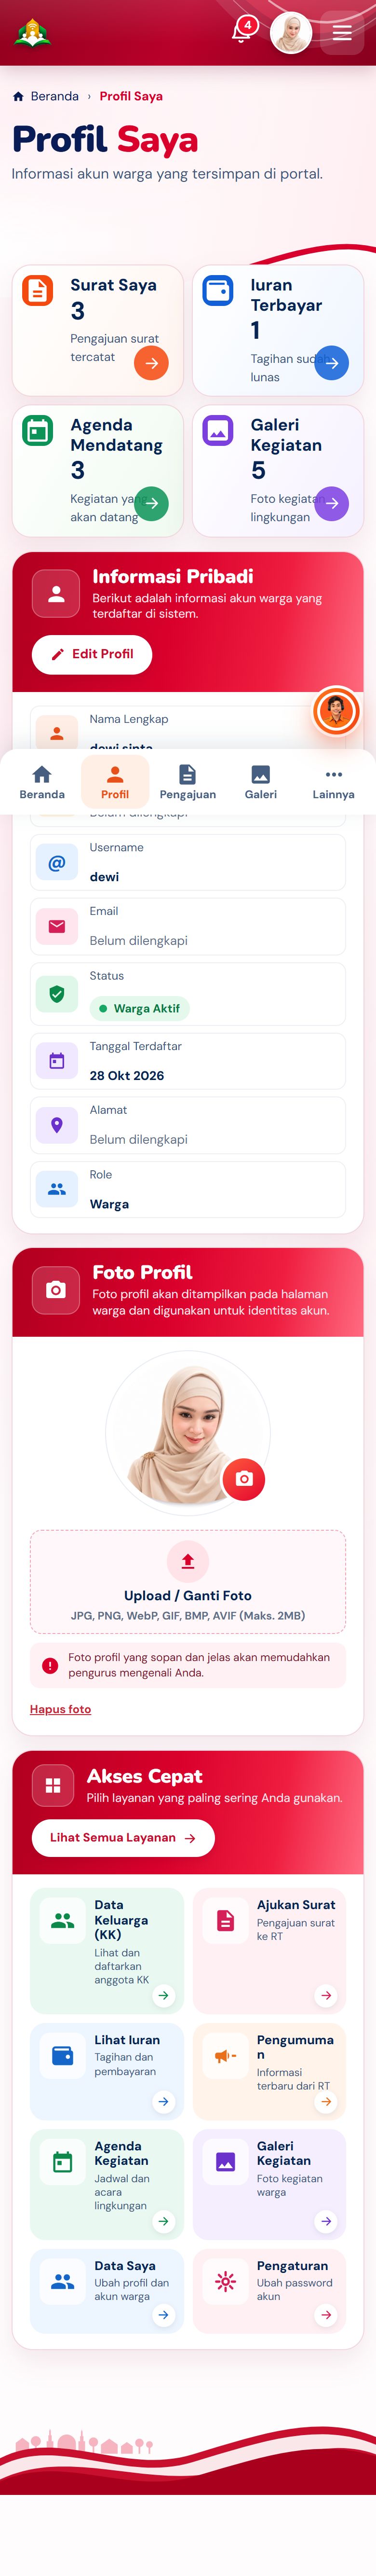 4
Beranda › Profil Saya
Profil Saya
Informasi akun warga yang tersimpan di portal.
Surat Saya
3
Pengajuan surat
tercatat
Iuran
Terbayar
1
Tagihan sudah
lunas
Agenda
Mendatang
3
Kegiatan yang
akan datang
Galeri
Kegiatan
5
Foto kegiatan
lingkungan
Informasi Pribadi
Berikut adalah informasi akun warga yang
terdaftar di sistem.
Edit Profil
Nama Lengkap
dewi sinta
Beranda
Profil
Pengajuan
Galeri
Lainnya
Belum dilengkapi
Username
@
dewi
Email
Belum dilengkapi
Status
Warga Aktif
Tanggal Terdaftar
28 Okt 2026
Alamat
Belum dilengkapi
Role
Warga
Foto Profil
Foto profil akan ditampilkan pada halaman
warga dan digunakan untuk identitas akun.
Upload / Ganti Foto
JPG, PNG, WebP, GIF, BMP, AVIF (Maks. 2MB)
Foto profil yang sopan dan jelas akan memudahkan
pengurus mengenali Anda.
Hapus foto
Akses Cepat
Pilih layanan yang paling sering Anda gunakan.
Lihat Semua Layanan →
Data
Keluarga
(KK)
Lihat dan
daftarkan
anggota KK
Ajukan Surat
Pengajuan surat
ke RT
Lihat Iuran
Tagihan dan
pembayaran
Pengumuma
n
Informasi
terbaru dari RT
Agenda
Kegiatan
Jadwal dan
acara
lingkungan
Galeri
Kegiatan
Foto kegiatan
warga
Data Saya
Ubah profil dan
akun warga
Pengaturan
Ubah password
akun